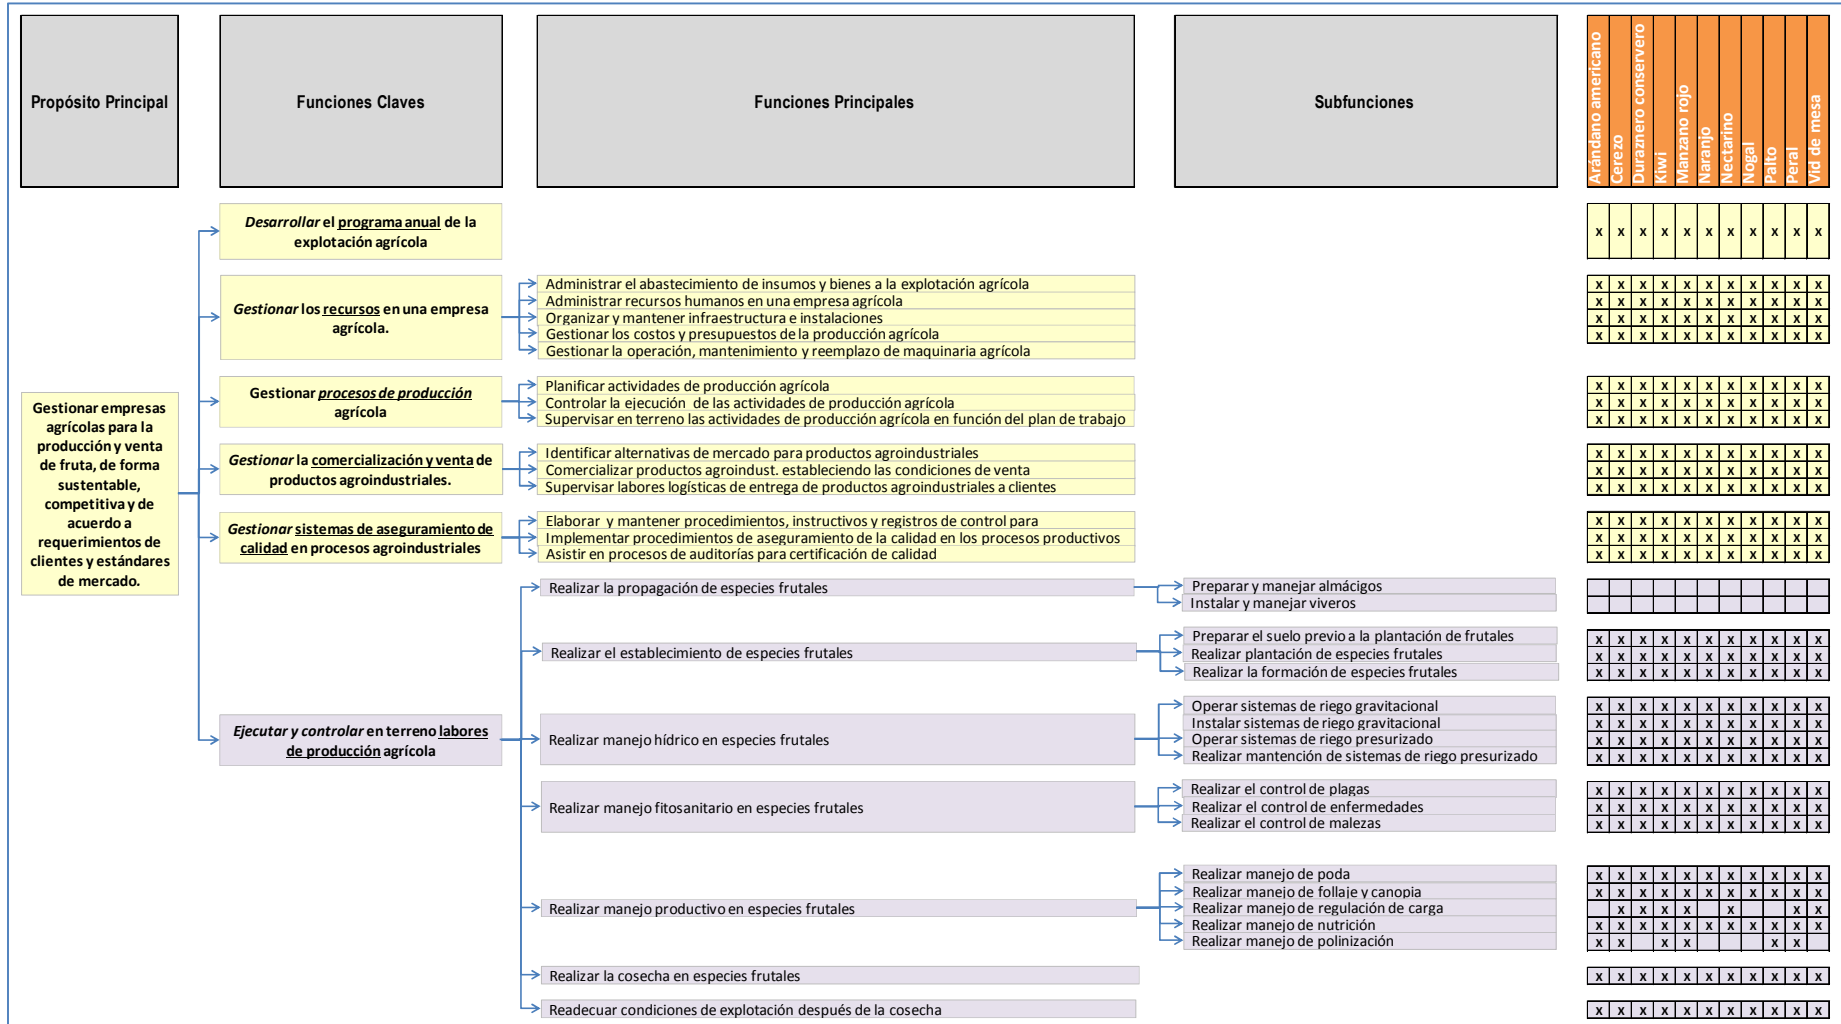 Propósito Principal
Funciones Claves
Funciones Principales
Subfunciones
Arándano americano
Cerezo
Duraznero conservero
Kiwi
Manzano rojo
Naranjo
Nectarino
Nogal
Palto
Peral
Vid de mesa
Gestionar empresas
agrícolas para la
producción y venta
de fruta, de forma
sustentable,
competitiva y de
acuerdo a
requerimientos de
clientes y estándares
de mercado.
Desarrollar el programa anual de la
explotación agrícola
x x x x x x x x x x x
Gestionar los recursos en una empresa
agrícola.
Administrar el abastecimiento de insumos y bienes a la explotación agrícola
Administrar recursos humanos en una empresa agrícola
Organizar y mantener infraestructura e instalaciones
Gestionar los costos y presupuestos de la producción agrícola
Gestionar la operación, mantenimiento y reemplazo de maquinaria agrícola
x x x x x x x x x x x
x x x x x x x x x x x
x x x x x x x x x x x
x x x x x x x x x x x
Gestionar procesos de producción
agrícola
Planificar actividades de producción agrícola
Controlar la ejecución de las actividades de producción agrícola
Supervisar en terreno las actividades de producción agrícola en función del plan de trabajo
x x x x x x x x x x x
x x x x x x x x x x x
x x x x x x x x x x x
Gestionar la comercialización y venta de
productos agroindustriales.
Identificar alternativas de mercado para productos agroindustriales
Comercializar productos agroindust. estableciendo las condiciones de venta
Supervisar labores logísticas de entrega de productos agroindustriales a clientes
x x x x x x x x x x x
x x x x x x x x x x x
x x x x x x x x x x x
Gestionar sistemas de aseguramiento de
calidad en procesos agroindustriales
Elaborar y mantener procedimientos, instructivos y registros de control para
Implementar procedimientos de aseguramiento de la calidad en los procesos productivos
Asistir en procesos de auditorías para certificación de calidad
x x x x x x x x x x x
x x x x x x x x x x x
x x x x x x x x x x x
Ejecutar y controlar en terreno labores
de producción agrícola
Realizar la propagación de especies frutales
Preparar y manejar almácigos
Instalar y manejar viveros
Realizar el establecimiento de especies frutales
Preparar el suelo previo a la plantación de frutales
Realizar plantación de especies frutales
Realizar la formación de especies frutales
x x x x x x x x x x x
x x x x x x x x x x x
x x x x x x x x x x x
Realizar manejo hídrico en especies frutales
Operar sistemas de riego gravitacional
Instalar sistemas de riego gravitacional
Operar sistemas de riego presurizado
Realizar mantención de sistemas de riego presurizado
x x x x x x x x x x x
x x x x x x x x x x x
x x x x x x x x x x x
x x x x x x x x x x x
Realizar manejo fitosanitario en especies frutales
Realizar el control de plagas
Realizar el control de enfermedades
Realizar el control de malezas
x x x x x x x x x x x
x x x x x x x x x x x
x x x x x x x x x x x
Realizar manejo productivo en especies frutales
Realizar manejo de poda
Realizar manejo de follaje y canopia
Realizar manejo de regulación de carga
Realizar manejo de nutrición
Realizar manejo de polinización
x x x x x x x x x x x
x x x x x x x x x x x
x x x x x x x
x x x x x x x x x x x
x x x x x x
Realizar la cosecha en especies frutales
x x x x x x x x x x x
Readecuar condiciones de explotación después de la cosecha
x x x x x x x x x x x